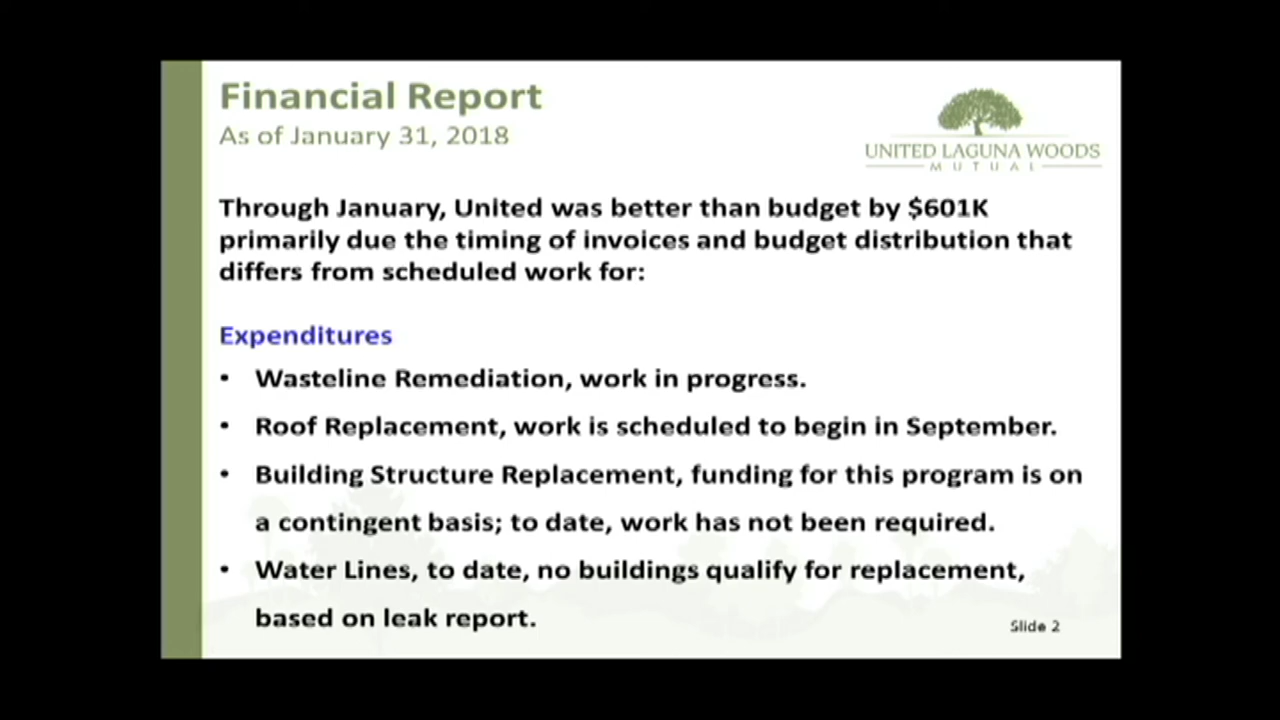 Financial Report
As of January 31, 2018
UNITED LAGUNA WOODS
MUTUAL
Through January, United was better than budget by $601K
primarily due the timing of invoices and budget distribution that
differs from scheduled work for:
Expenditures
• Wasteline Remediation, work in progress.
• Roof Replacement, work is scheduled to begin in September.
• Building Structure Replacement, funding for this program is on
a contingent basis; to date, work has not been required.
• Water Lines, to date, no buildings qualify for replacement,
based on leak report.
Slide 2